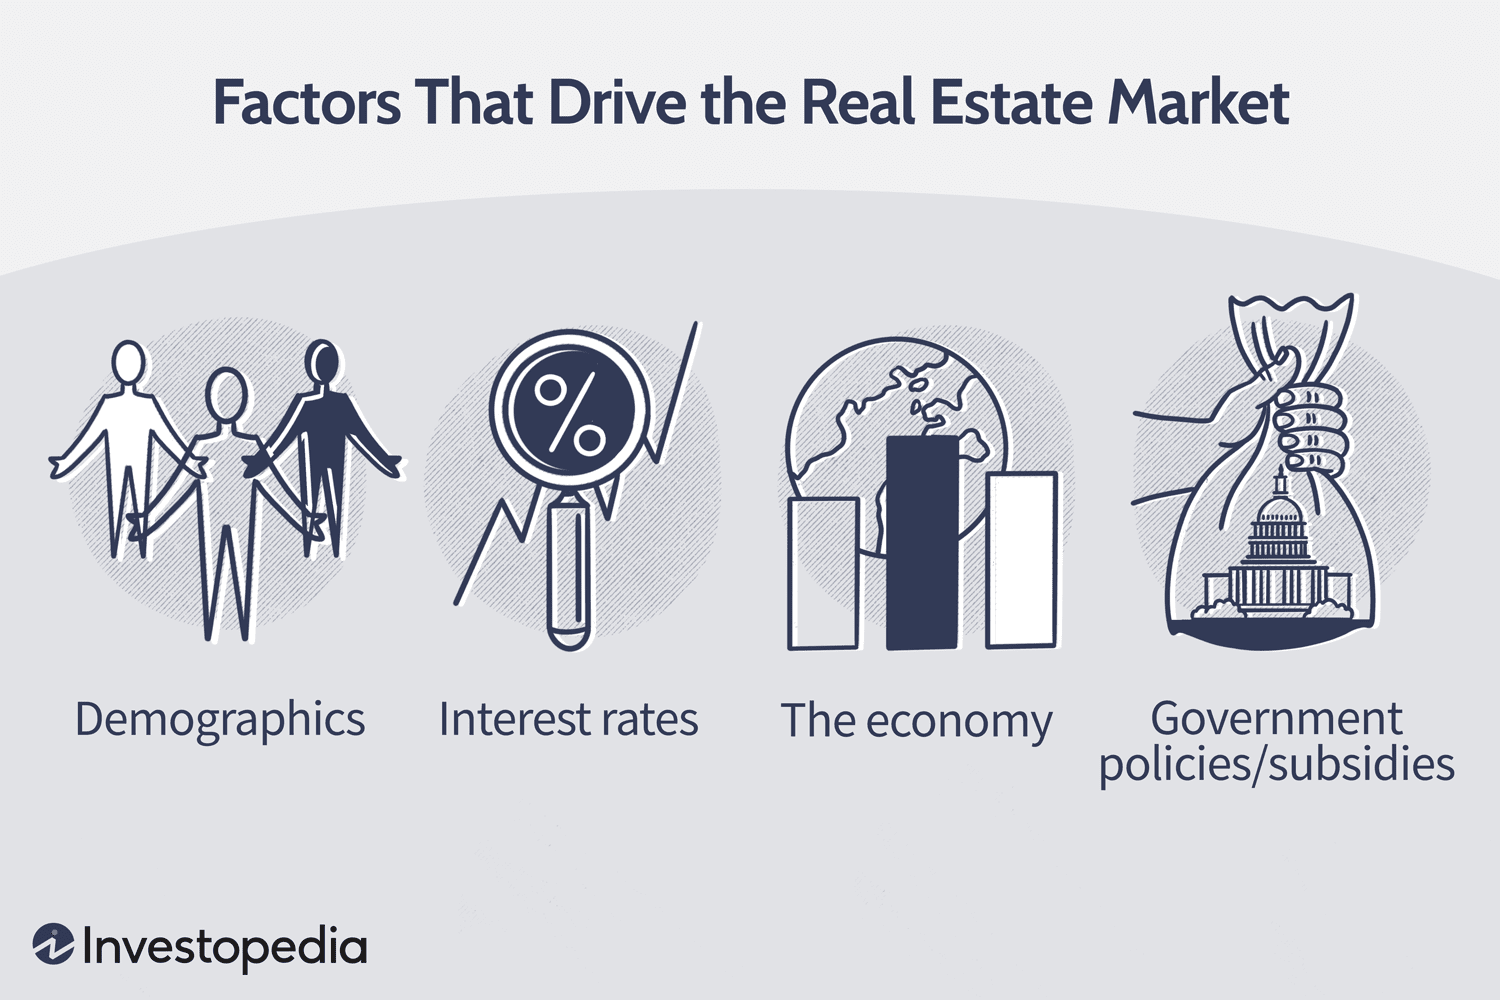 Factors That Drive the Real Estate Market
%
Demographics
Interest rates
The economy
Government
policies/subsidies
Investopedia